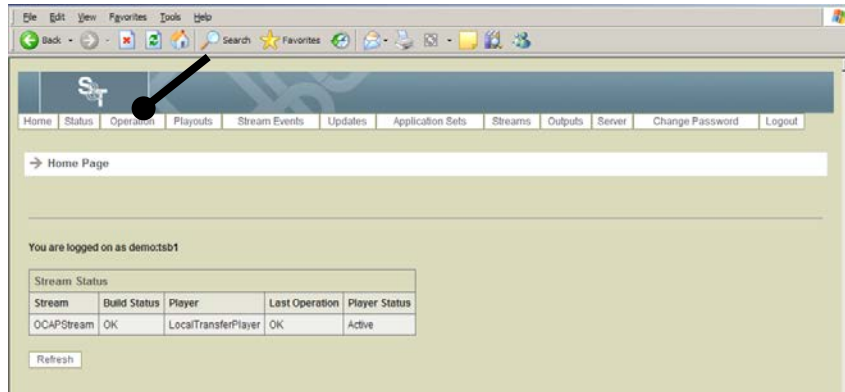 File Edit View Favorites Tools Help
Back Search Favorites
S&T
Home Status Operation Playouts Stream Events Updates Application Sets Streams Outputs Server Change Password Logout
Home Page
You are logged on as demo:tsb1
Stream Status
Stream Build Status Player Last Operation Player Status
OCAPStream OK LocalTransferPlayer OK Active
Refresh